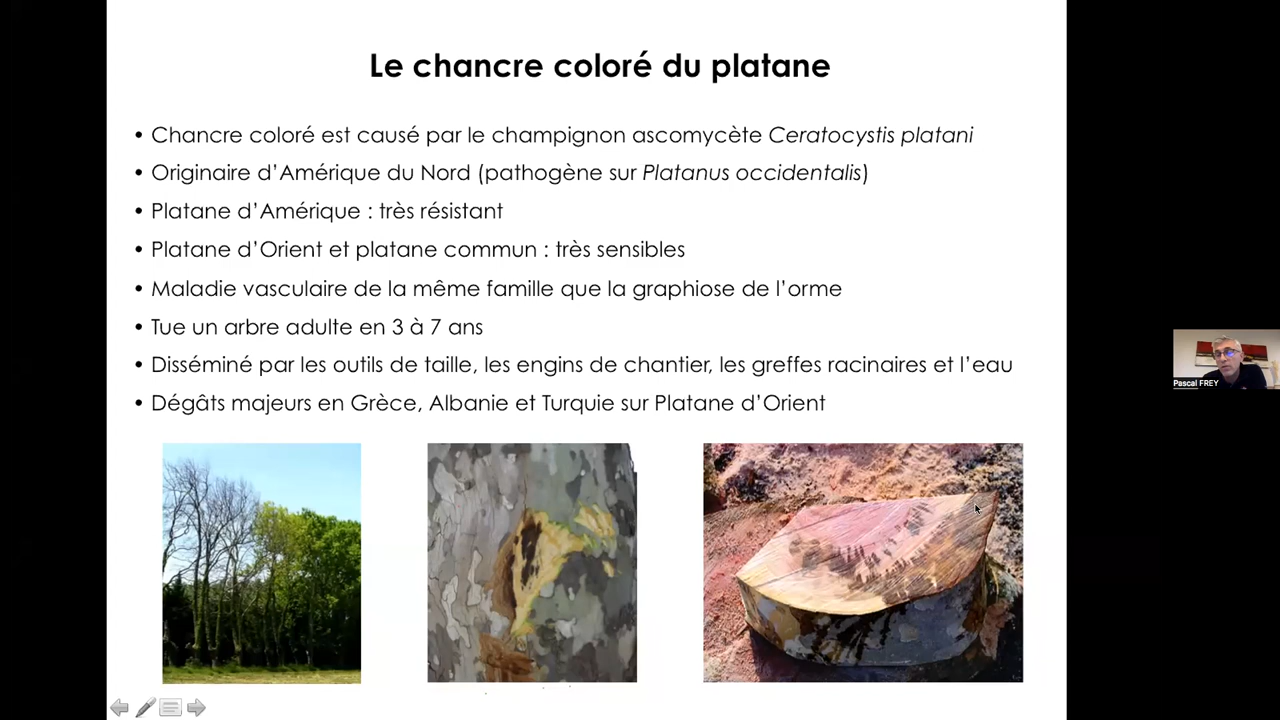 Le chancre coloré du platane
• Chancre coloré est causé par le champignon ascomycète Ceratocystis platani
• Originaire d’Amérique du Nord (pathogène sur Platanus occidentalis)
• Platane d’Amérique : très résistant
• Platane d’Orient et platane commun : très sensibles
• Maladie vasculaire de la même famille que la graphiose de l’orme
• Tue un arbre adulte en 3 à 7 ans
• Disséminé par les outils de taille, les engins de chantier, les greffes racinaires et l’eau
• Dégâts majeurs en Grèce, Albanie et Turquie sur Platane d’Orient
Pascal FREY